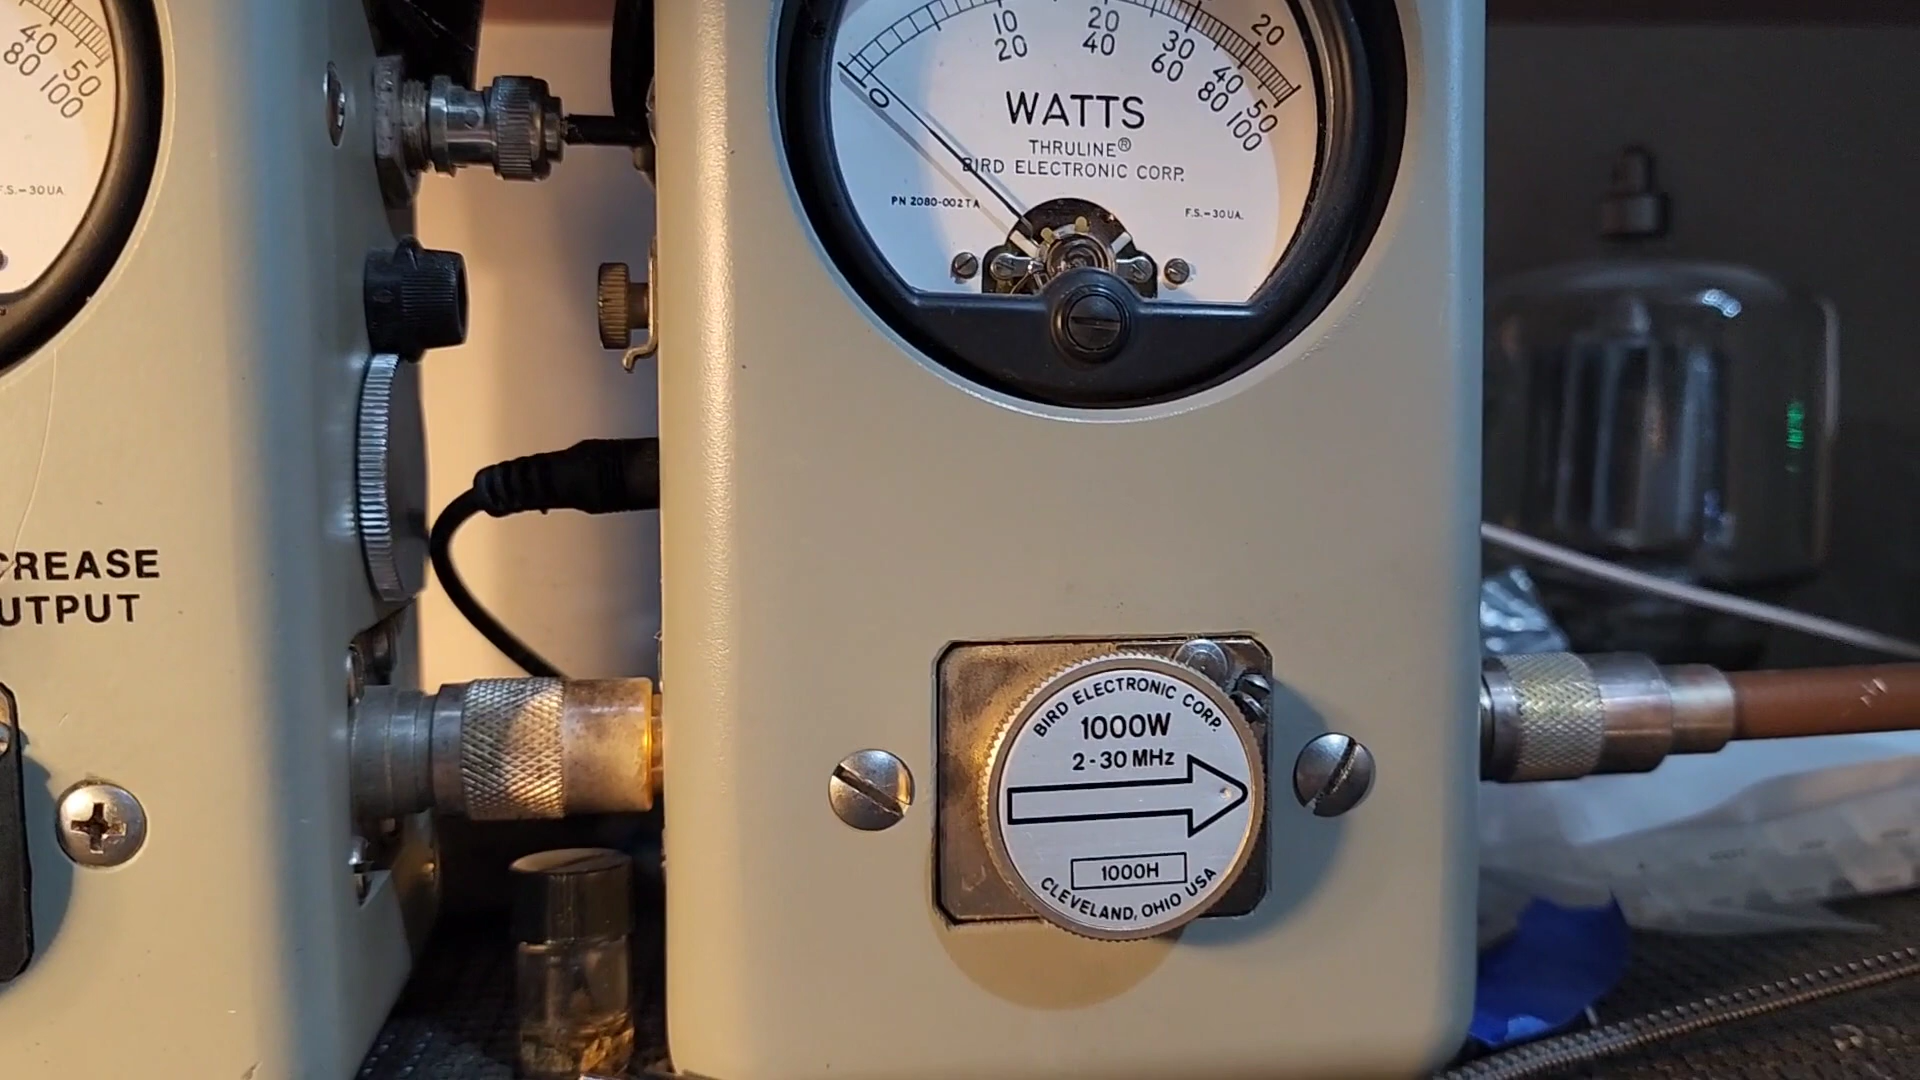 40
50
80
100
F.S.-30UA.
CREASE
UTPUT
10
20
20
20
40
30
60
40
80
50
100
0
WATTS
THRULINE®
BIRD ELECTRONIC CORP.
PN 2080-002TA
F.S.-30UA.
BIRD ELECTRONIC CORP.
1000W
2-30 MHz
1000H
CLEVELAND, OHIO USA